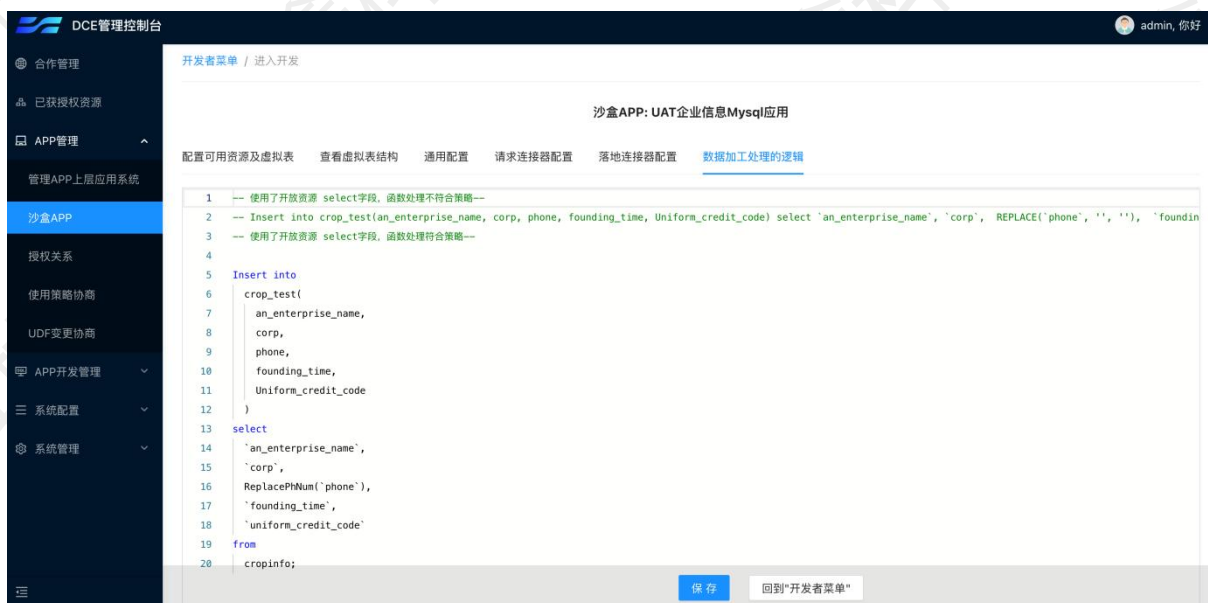 DCE管理控制台
admin, 你好
合作管理
已获授权资源
APP管理
管理APP上层应用系统
沙盒APP
授权关系
使用策略协商
UDF变更协商
APP开发管理
系统配置
系统管理
开发者菜单 / 进入开发
沙盒APP: UAT企业信息Mysql应用
配置可用资源及虚拟表 查看虚拟表结构 通用配置 请求连接器配置 落地连接器配置 数据加工处理的逻辑
1 -- 使用了开放资源 select字段, 函数处理不符合策略--
2 -- Insert into crop_test(an_enterprise_name, corp, phone, founding_time, Uniform_credit_code) select `an_enterprise_name`, `corp`, REPLACE(`phone`, '', ''), `foundin
3 -- 使用了开放资源 select字段, 函数处理符合策略--
4
5 Insert into
6 crop_test(
7 an_enterprise_name,
8 corp,
9 phone,
10 founding_time,
11 Uniform_credit_code
12 )
13 select
14 `an_enterprise_name`,
15 `corp`,
16 ReplacePhNum(`phone`),
17 `founding_time`,
18 `uniform_credit_code`
19 from
20 cropinfo;
保 存 回到"开发者菜单"